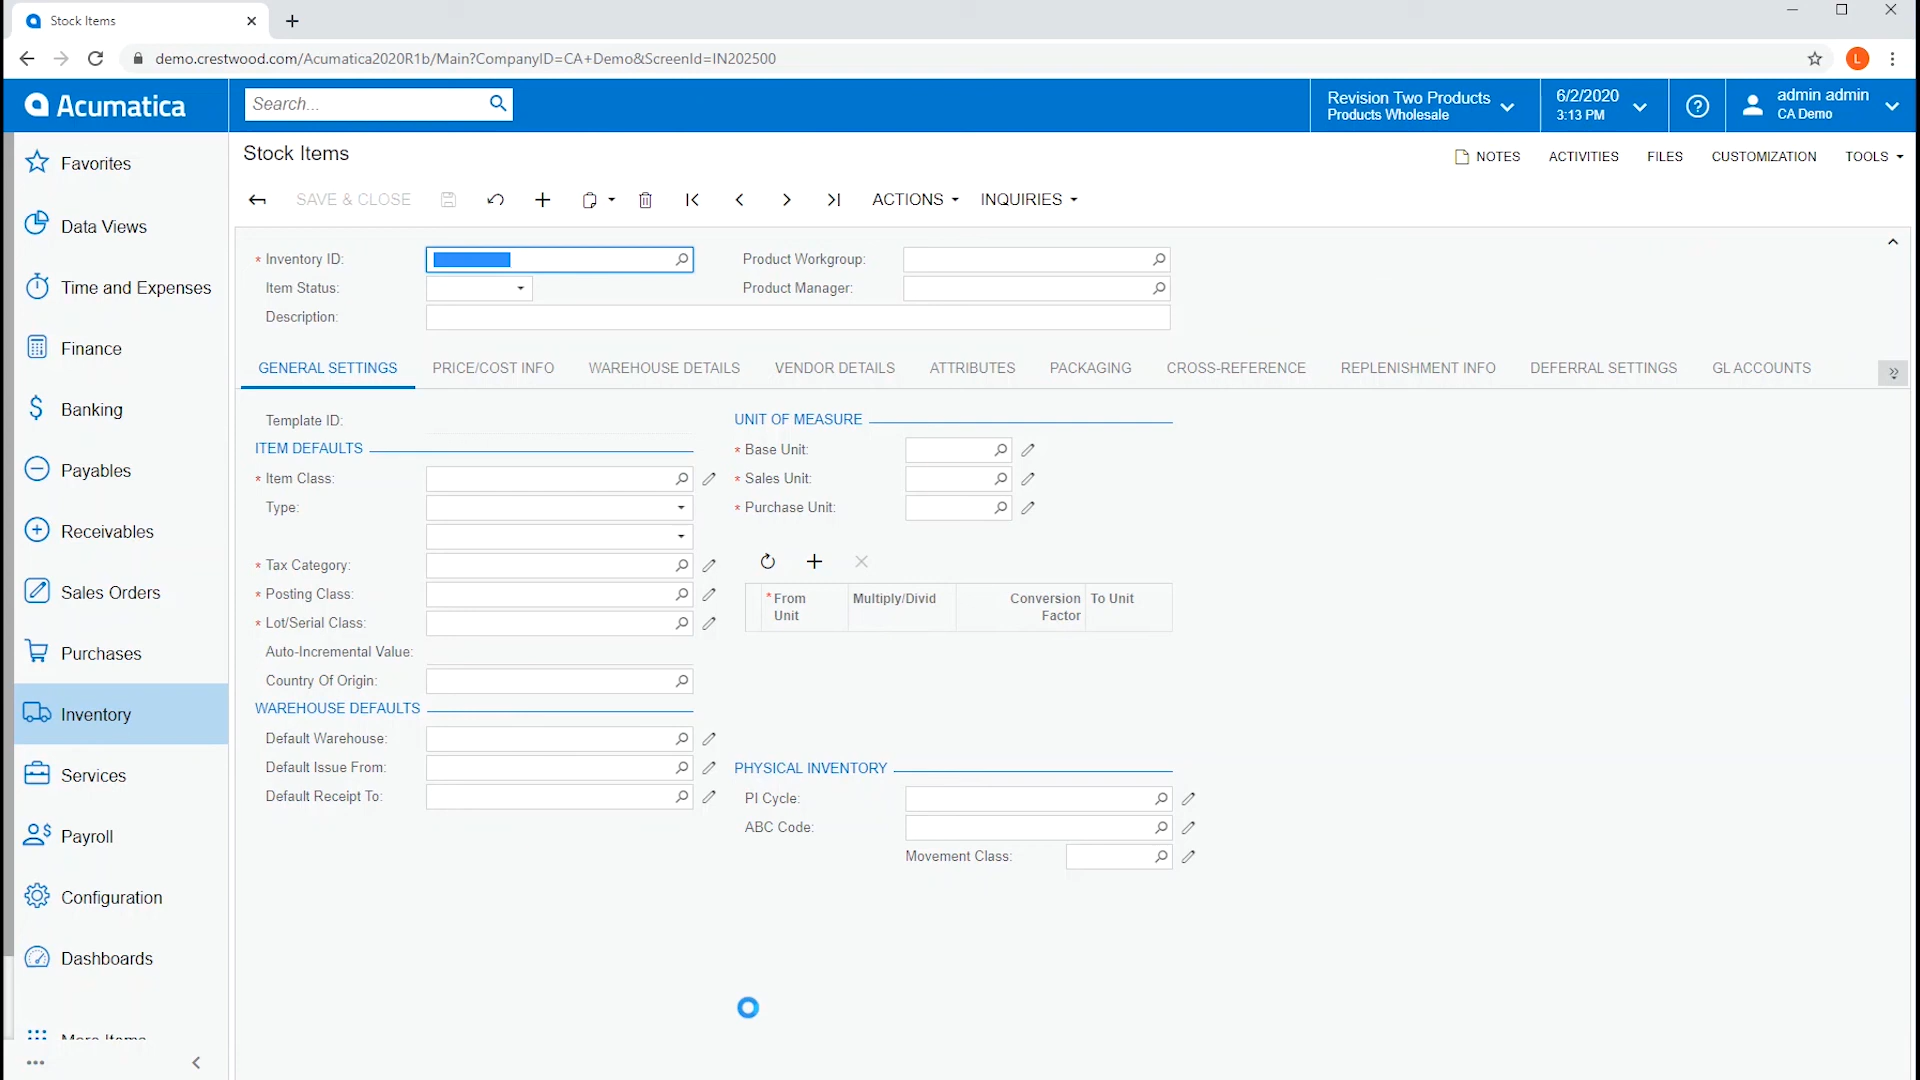 Stock Items
demo.crestwood.com/Acumatica2020R1b/Main?CompanyID=CA+Demo&ScreenId=IN202500
L
Acumatica
Search...
Revision Two Products
Products Wholesale
6/2/2020
3:13 PM
admin admin
CA Demo
Favorites
Data Views
Time and Expenses
Finance
Banking
Payables
Receivables
Sales Orders
Purchases
Inventory
Services
Payroll
Configuration
Dashboards
More Items
Stock Items
NOTES
ACTIVITIES
FILES
CUSTOMIZATION
TOOLS
SAVE & CLOSE
ACTIONS
INQUIRIES
* Inventory ID:
Item Status:
Description:
Product Workgroup:
Product Manager:
GENERAL SETTINGS
PRICE/COST INFO
WAREHOUSE DETAILS
VENDOR DETAILS
ATTRIBUTES
PACKAGING
CROSS-REFERENCE
REPLENISHMENT INFO
DEFERRAL SETTINGS
GL ACCOUNTS
Template ID:
ITEM DEFAULTS
* Item Class:
Type:
* Tax Category:
* Posting Class:
* Lot/Serial Class:
Auto-Incremental Value:
Country Of Origin:
WAREHOUSE DEFAULTS
Default Warehouse:
Default Issue From:
Default Receipt To:
UNIT OF MEASURE
* Base Unit:
* Sales Unit:
* Purchase Unit:
* From Unit
Multiply/Divid
Conversion Factor
To Unit
PHYSICAL INVENTORY
PI Cycle:
ABC Code:
Movement Class: